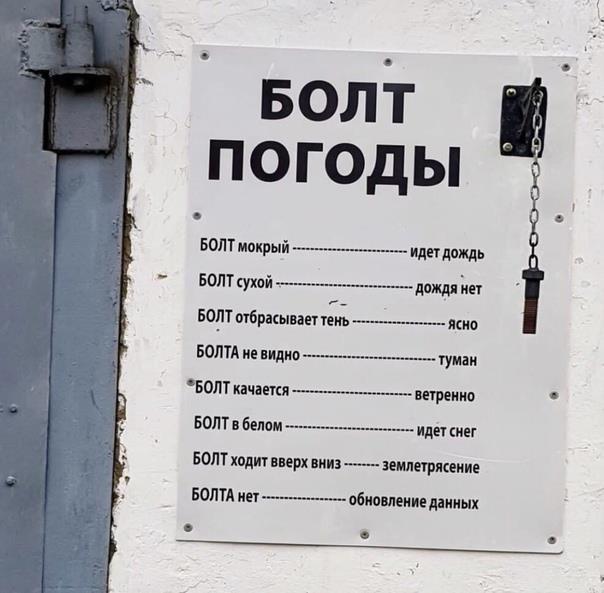 БОЛТ
ПОГОДЫ
БОЛТ мокрый ---------------------------- идет дождь
БОЛТ сухой --------------------------------- дождя нет
БОЛТ отбрасывает тень ----------------------- ясно
БОЛТА не видно -------------------------------- туман
БОЛТ качается ----------------------------- ветренно
БОЛТ в белом ------------------------------- идет снег
БОЛТ ходит вверх вниз -------- землетрясение
БОЛТА нет -------------------- обновление данных